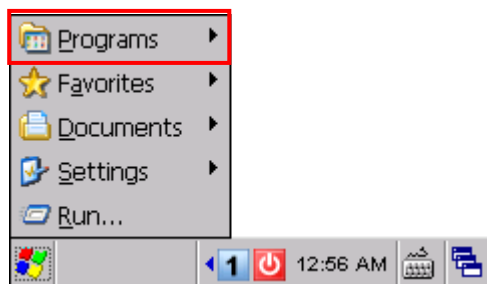 Programs
Favorites
Documents
Settings
Run...
1 12:56 AM